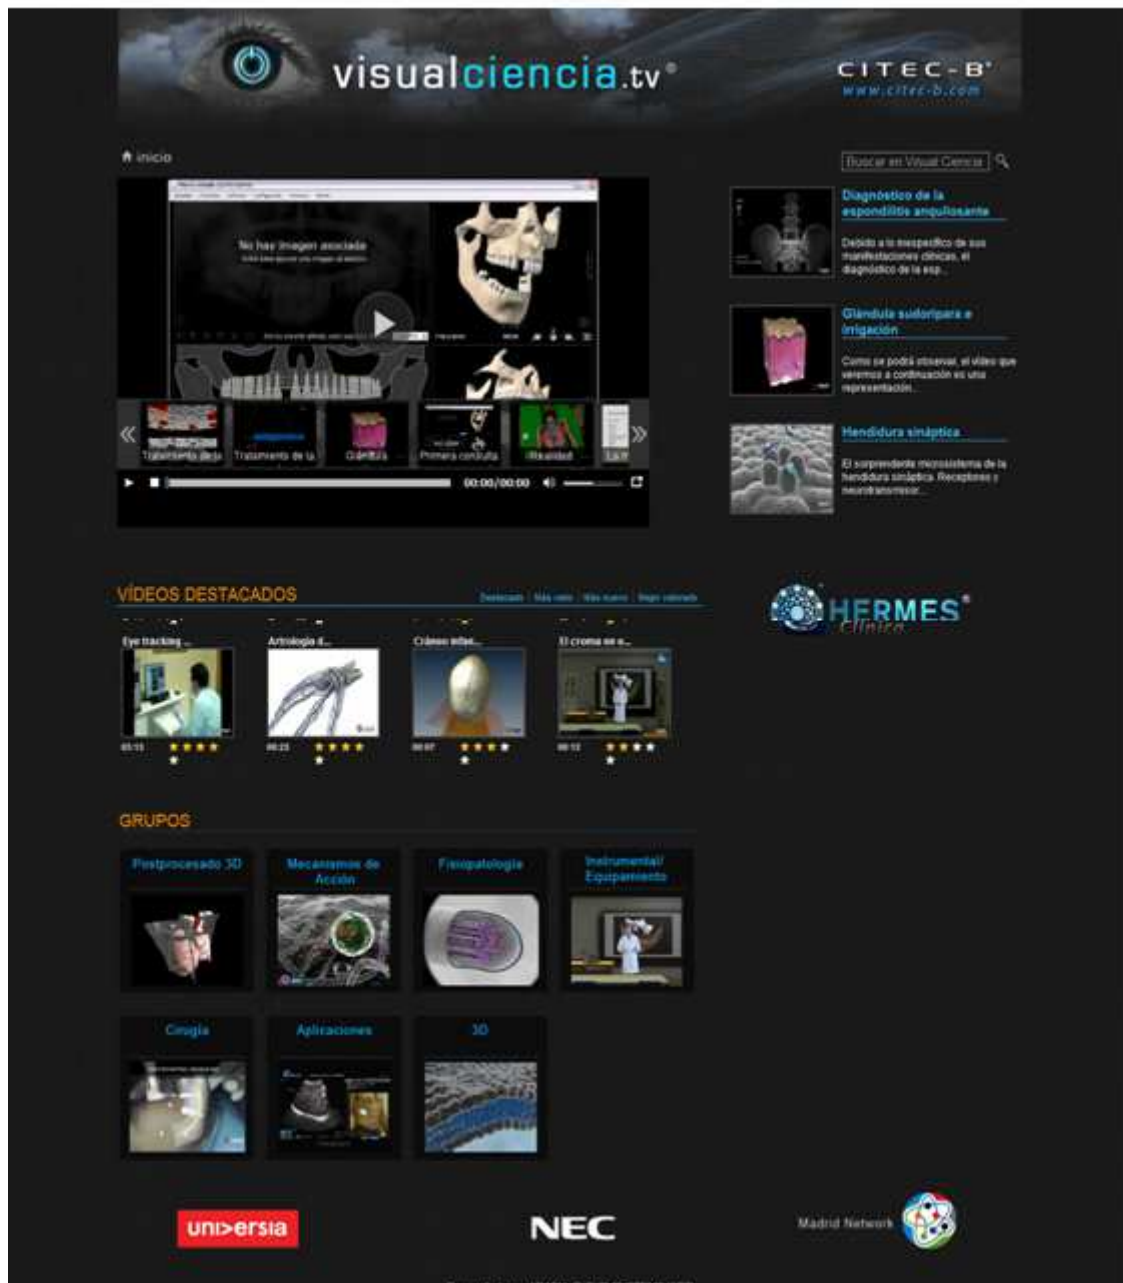 visualciencia.tv®
CITEC-B®
www.citec-b.com
inicio
Buscar en Visual Ciencia
No hay imagen asociada
00:00/00:00
Tratamiento de la
Tratamiento de la
Glándula
Primera consulta
Realidad
Diagnóstico de la
espondilitis anquilosante
Debido a lo inespecífico de sus
manifestaciones clínicas, el
diagnóstico de la esp...
Glándula sudorípara e
irrigación
Como se podrá observar, el vídeo que
veremos a continuación es una
representación...
Hendidura sináptica
El sorprendente microsistema de la
hendidura sináptica. Receptores y
neurotransmisor...
VÍDEOS DESTACADOS
Destacado | Más visto | Más nuevo | Mejor valorado
HERMES®
Clínica
Eye tracking ...
Artrología d...
Cráneo infan...
El croma en e...
03:15
00:23
00:07
00:12
GRUPOS
Postprocesado 3D
Mecanismos de
Acción
Fisiopatología
Instrumental/
Equipamiento
Cirugía
Aplicaciones
3D
universia
NEC
Madrid Network